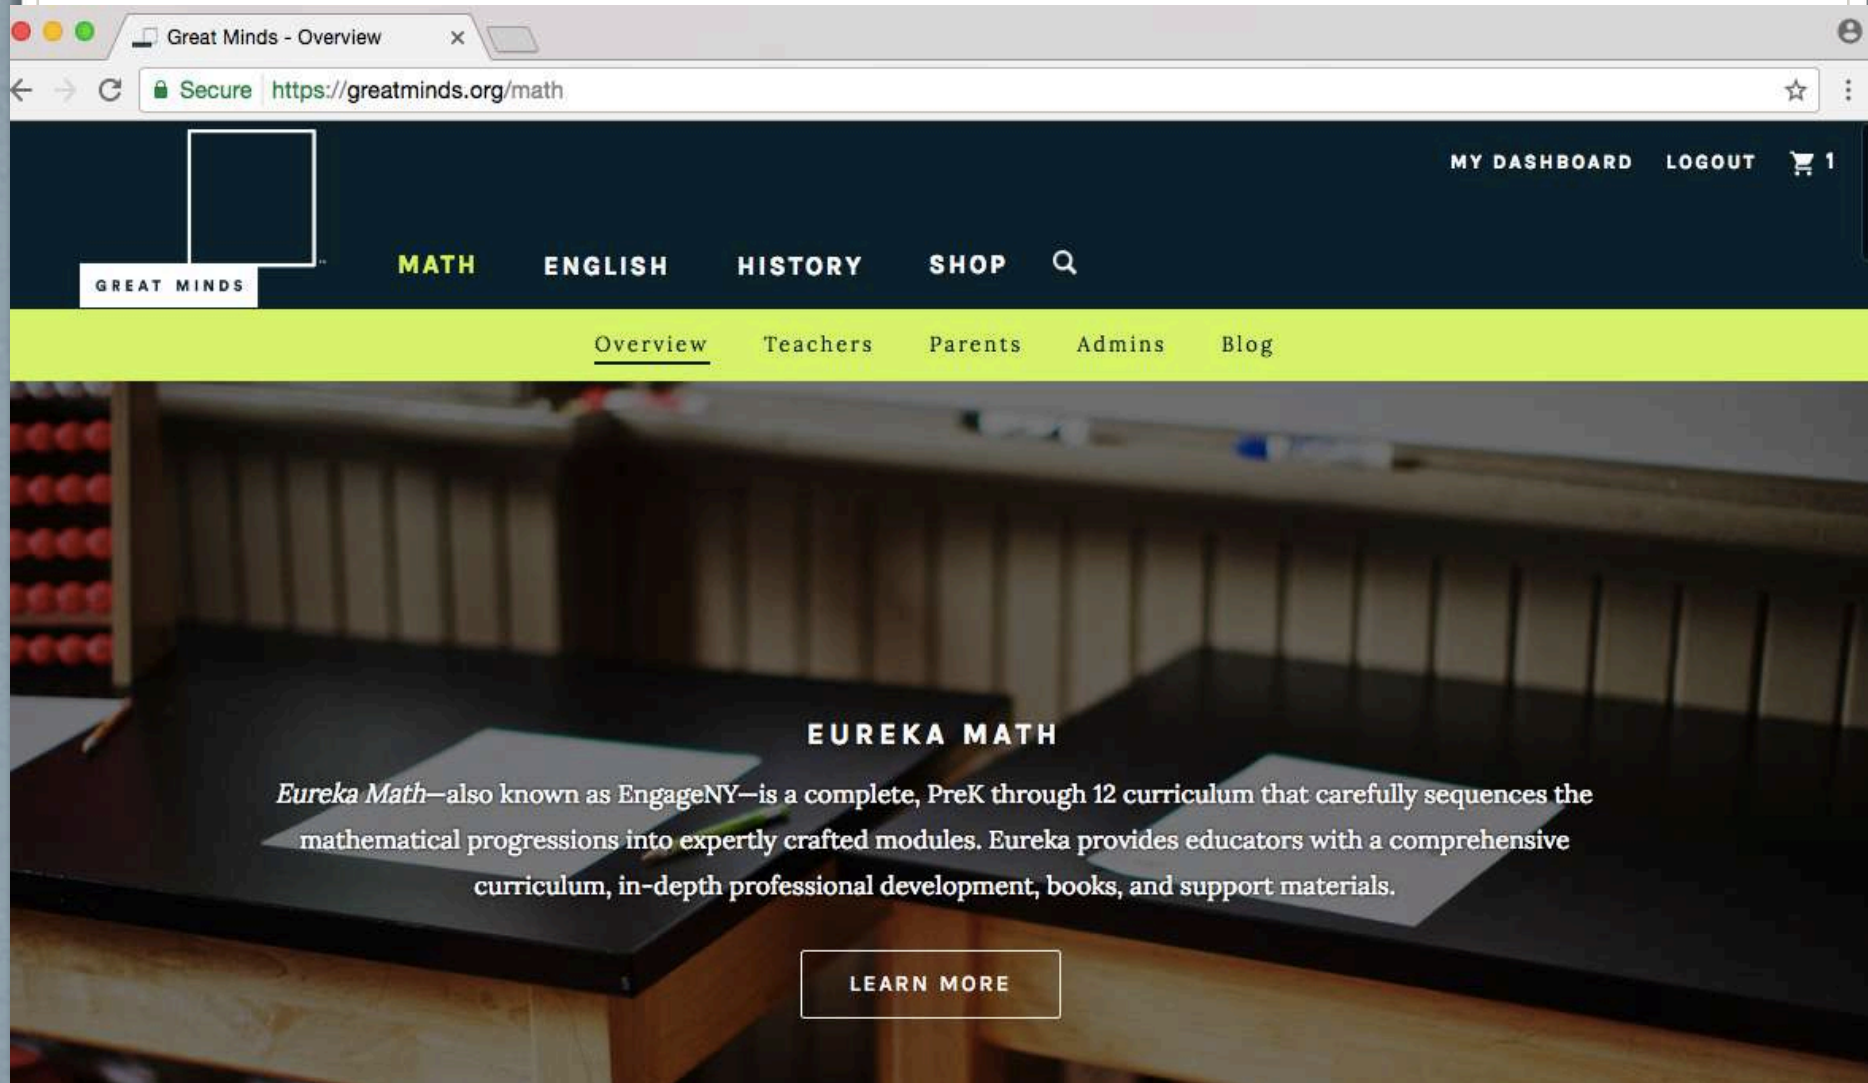 Great Minds - Overview
Secure https://greatminds.org/math
MY DASHBOARD LOGOUT 1
GREAT MINDS
MATH ENGLISH HISTORY SHOP
Overview Teachers Parents Admins Blog
EUREKA MATH
Eureka Math—also known as EngageNY—is a complete, PreK through 12 curriculum that carefully sequences the
mathematical progressions into expertly crafted modules. Eureka provides educators with a comprehensive
curriculum, in-depth professional development, books, and support materials.
LEARN MORE